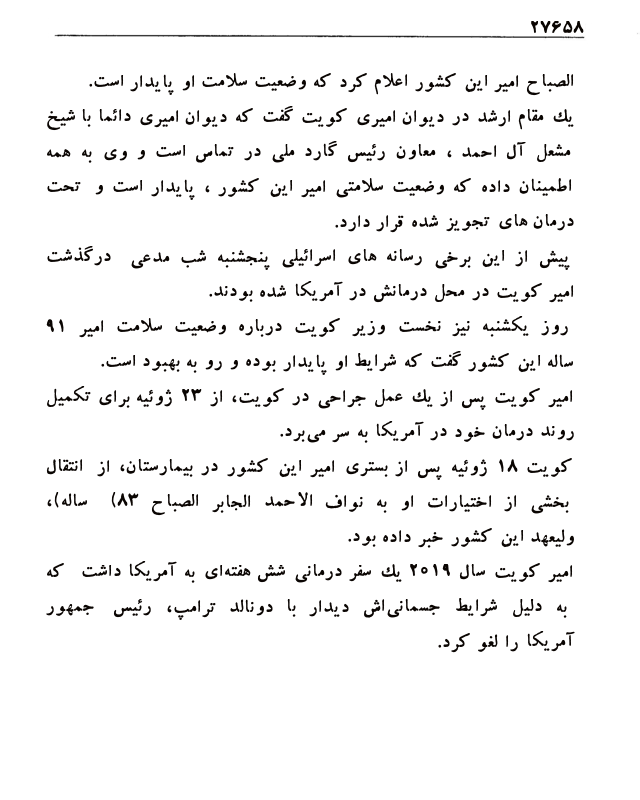 ۲۷۶۵۸
الصباح امیر این کشور اعلام کرد که وضعیت سلامت او پایدار است.
یك مقام ارشد در دیوان امیری کویت گفت که دیوان امیری دائما با شیخ
مشعل آل احمد ، معاون رئیس گارد ملی در تماس است و وی به همه
اطمینان داده که وضعیت سلامتی امیر این کشور ، پایدار است و تحت
درمان های تجویز شده قرار دارد.
پیش از این برخی رسانه های اسرائیلی پنجشنبه شب مدعی درگذشت
امیر کویت در محل درمانش در آمریکا شده بودند.
روز یکشنبه نیز نخست وزیر کویت درباره وضعیت سلامت امیر ۹۱
ساله این کشور گفت که شرایط او پایدار بوده و رو به بهبود است.
امیر کویت پس از یك عمل جراحی در کویت، از ۲۳ ژوئیه برای تکمیل
روند درمان خود در آمریکا به سر می‌برد.
کویت ۱۸ ژوئیه پس از بستری امیر این کشور در بیمارستان، از انتقال
بخشی از اختیارات او به نواف الاحمد الجابر الصباح ۸۳) ساله)،
ولیعهد این کشور خبر داده بود.
امیر کویت سال ۲۰۱۹ یك سفر درمانی شش هفته‌ای به آمریکا داشت که
به دلیل شرایط جسمانی‌اش دیدار با دونالد ترامپ، رئیس جمهور
آمریکا را لغو کرد.